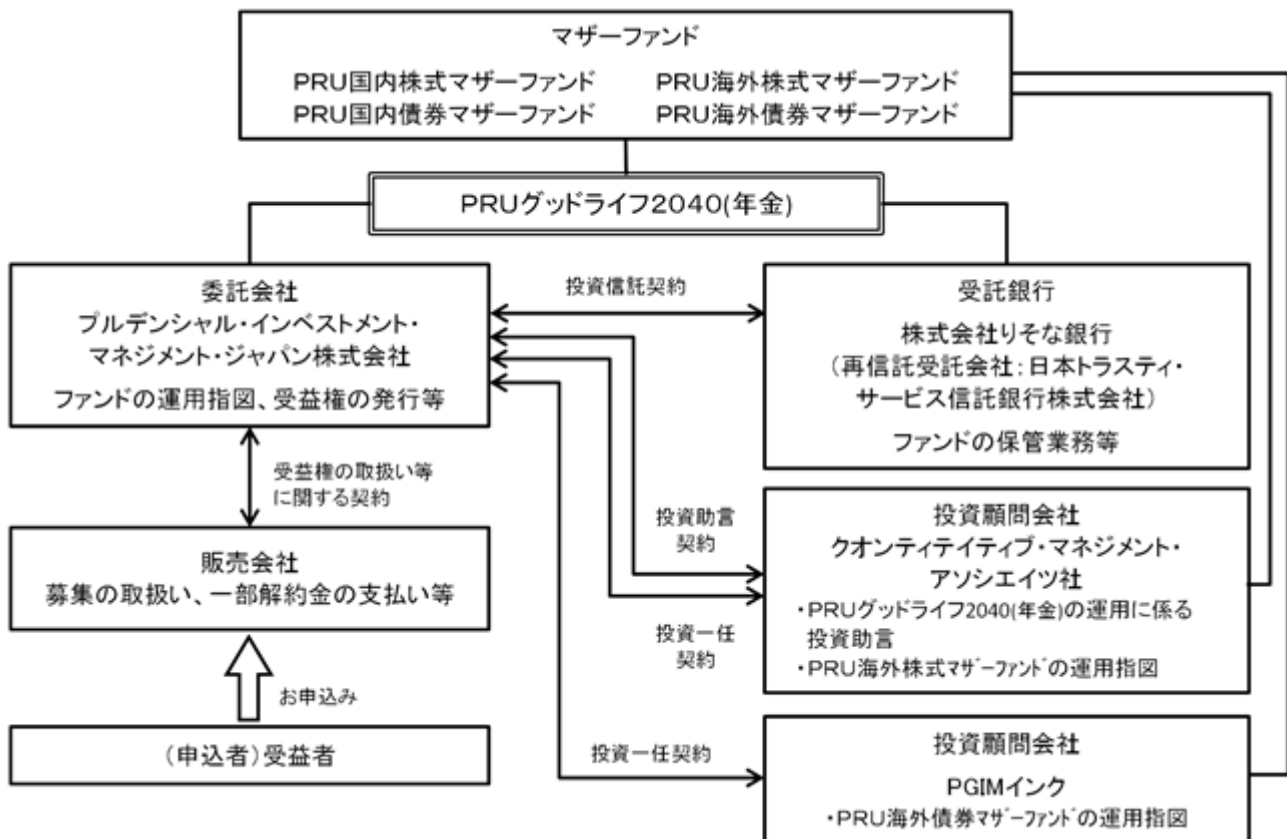 マザーファンド
PRU国内株式マザーファンド PRU海外株式マザーファンド
PRU国内債券マザーファンド PRU海外債券マザーファンド
PRUグッドライフ2040(年金)
委託会社
プルデンシャル・インベストメント・
マネジメント・ジャパン株式会社
ファンドの運用指図、受益権の発行等
投資信託契約
受託銀行
株式会社りそな銀行
(再信託受託会社:日本トラスティ・
サービス信託銀行株式会社)
ファンドの保管業務等
受益権の取扱い等
に関する契約
販売会社
募集の取扱い、一部解約金の支払い等
お申込み
(申込者)受益者
投資助言
契約
投資一任
契約
投資顧問会社
クオンティテイティブ・マネジメント・
アソシエイツ社
・PRUグッドライフ2040(年金)の運用に係る
投資助言
・PRU海外株式マザーファンドの運用指図
投資一任契約
投資顧問会社
PGIMインク
・PRU海外債券マザーファンドの運用指図